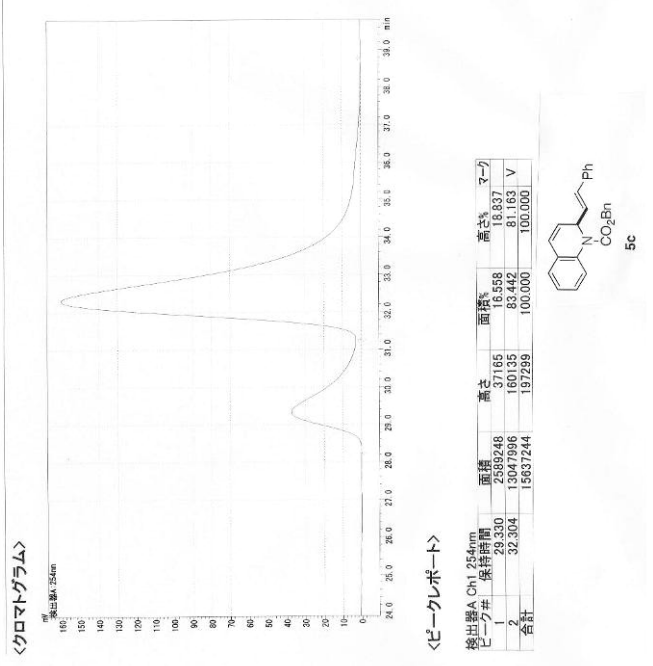 <クロマトグラム>
mV
検出器A 254nm
160
150
140
130
120
110
100
90
80
70
60
50
40
30
20
10
0
24.0 25.0 26.0 27.0 28.0 29.0 30.0 31.0 32.0 33.0 34.0 35.0 36.0 37.0 38.0 39.0 min
<ピークレポート>
検出器A Ch1 254nm
ピーク# 保持時間 面積 高さ 面積% 高さ% マーク
1 29.330 2589248 37165 16.558 18.837
2 32.304 13047996 160135 83.442 81.163 V
合計 15637244 197299 100.000 100.000
N
CO2Bn
Ph
5c